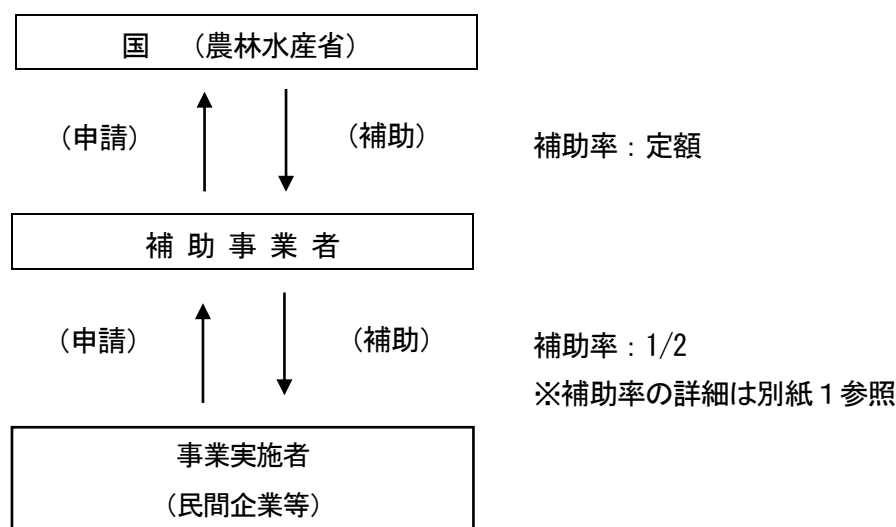 国　（農林水産省）
（申請）
（補助）
補助率：定額
補 助 事 業 者
（申請）
（補助）
補助率：1/2
※補助率の詳細は別紙１参照
事業実施者
（民間企業等）